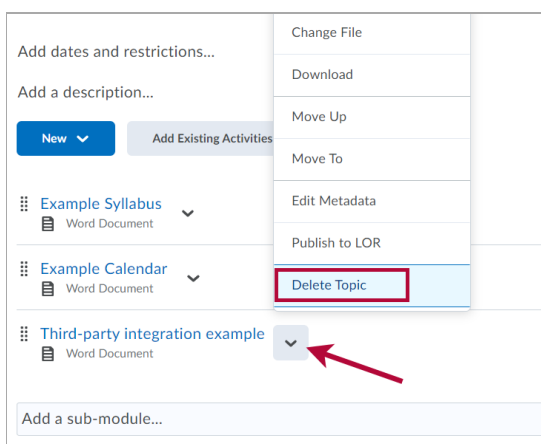 Change File
Add dates and restrictions...
Download
Add a description...
Move Up
New
Add Existing Activities
Move To
Example Syllabus
Edit Metadata
Word Document
Publish to LOR
Example Calendar
Word Document
Delete Topic
Third-party integration example
Word Document
Add a sub-module...